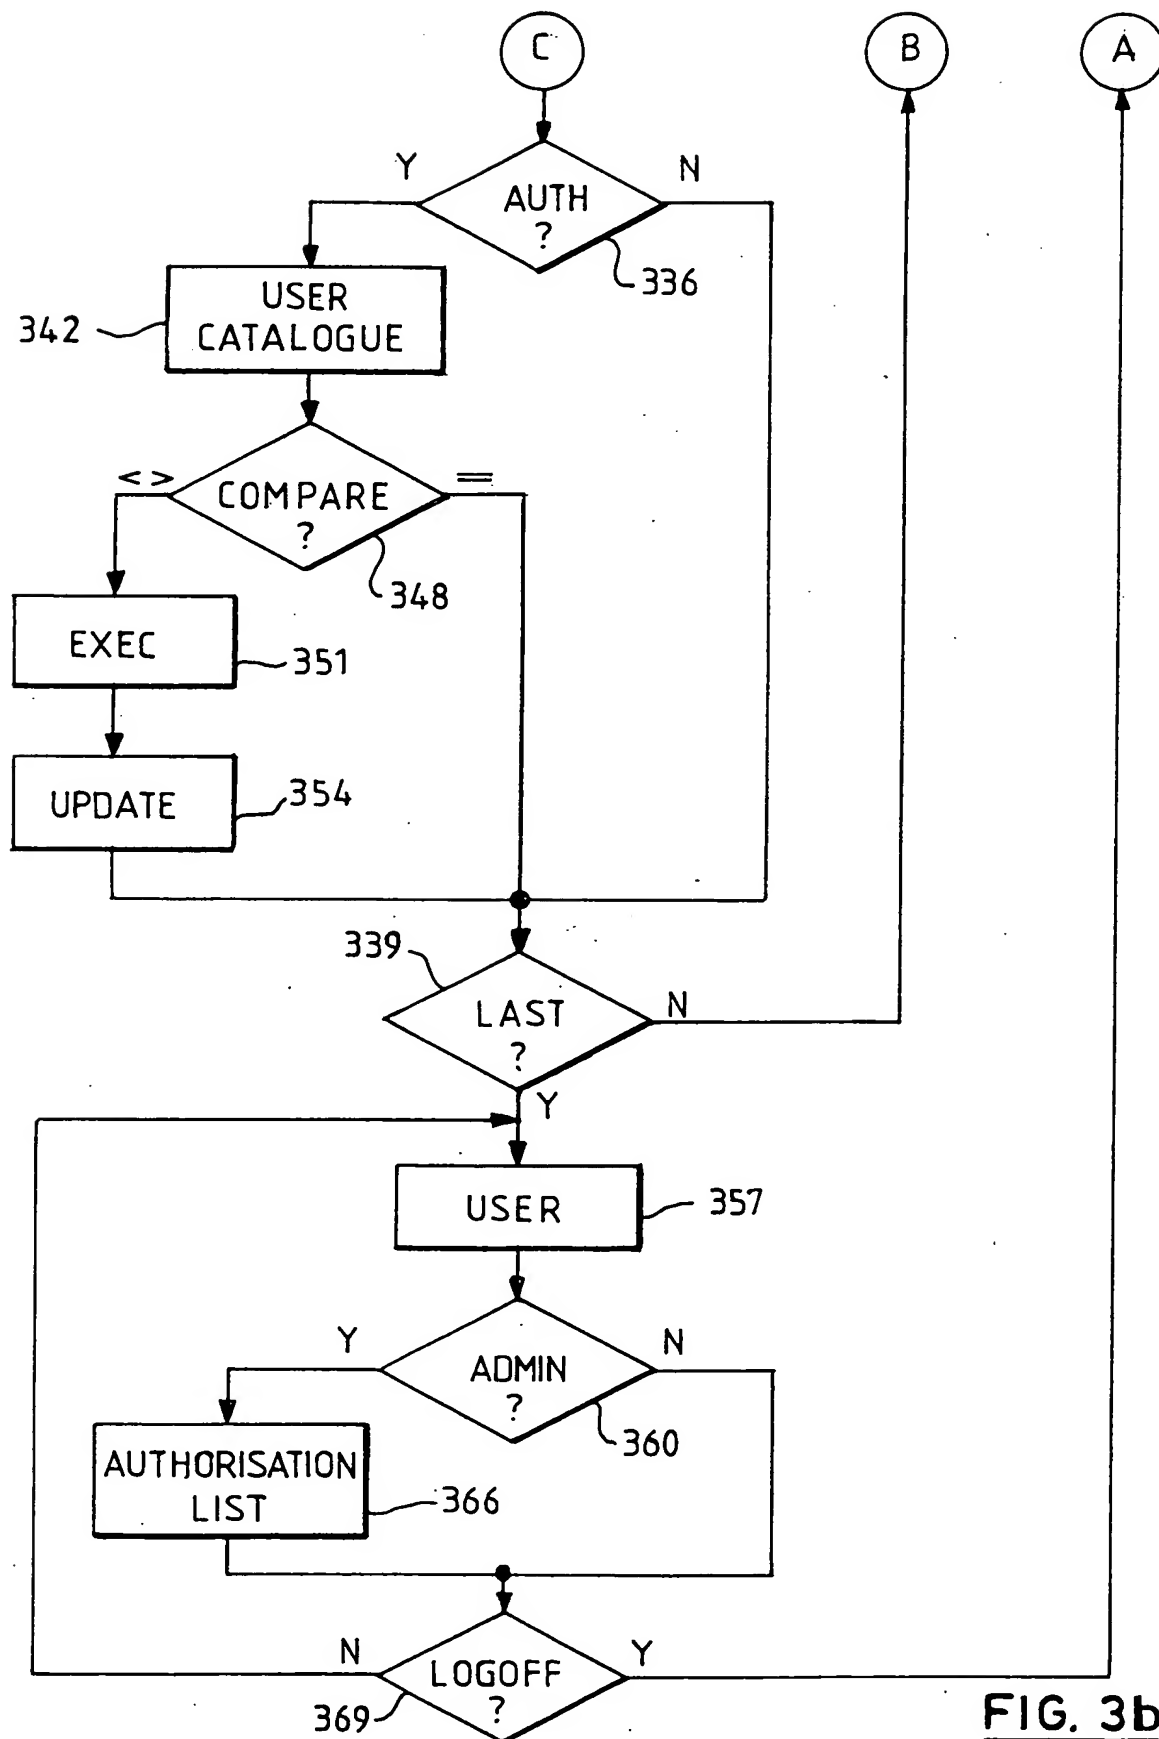 C
B
A
Y
N
AUTH
?
336
USER
CATALOGUE
342
< >
==
COMPARE
?
348
EXEC
351
UPDATE
354
339
LAST
?
N
Y
USER
357
Y
N
ADMIN
?
360
AUTHORISATION
LIST
366
N
Y
LOGOFF
?
369
FIG. 3b